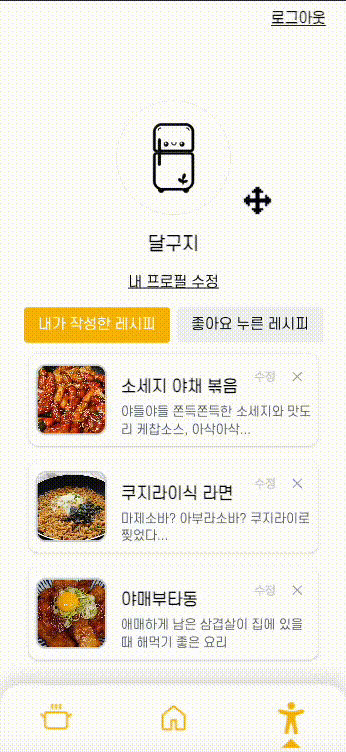 로그아웃
달구지
내 프로필 수정
내가 작성한 레시피
좋아요 누른 레시피
소세지 야채 볶음
수정
야들야들 쫀득쫀득한 소세지와 맛도
리 케찹소스, 아삭아삭...
쿠지라이식 라면
수정
마제소바? 아부라소바? 쿠지라이로
찢었다...
야매부타동
수정
애매하게 남은 삼겹살이 집에 있을
때 해먹기 좋은 요리